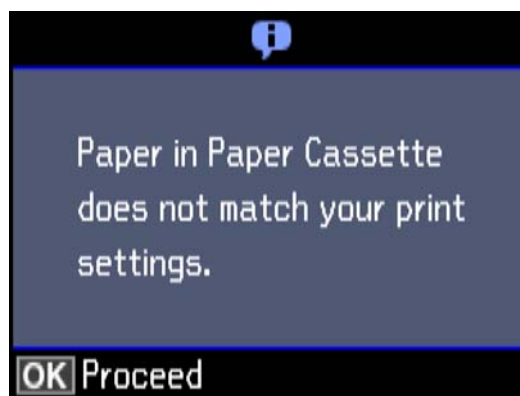 Paper in Paper Cassette
does not match your print
settings.
OK Proceed